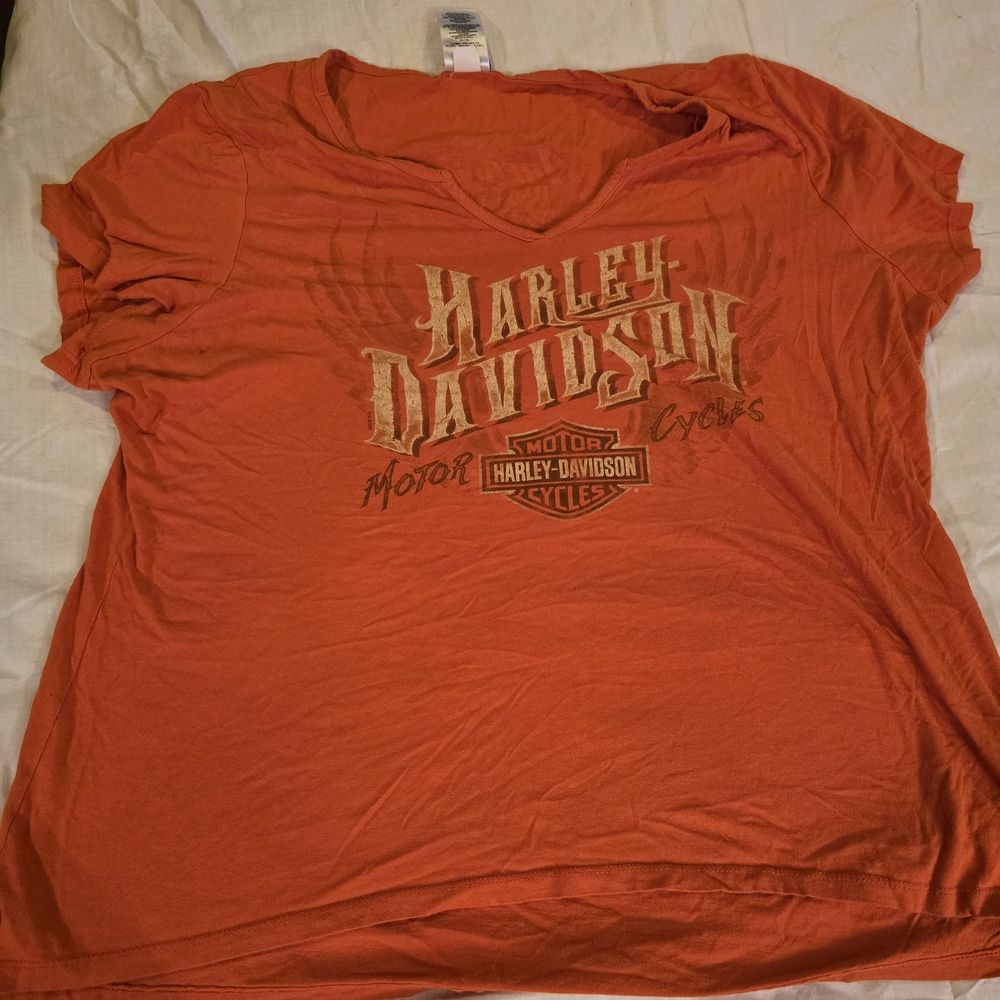 HARLEY-
DAVIDSON
MOTOR
CYCLES
MOTOR
HARLEY-DAVIDSON
CYCLES